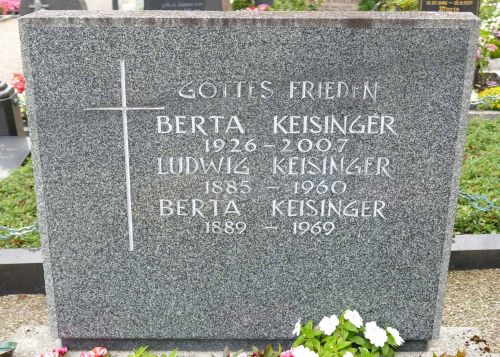 GOTTES FRIEDEN
BERTA KEISINGER
1926 - 2007
LUDWIG KEISINGER
1885 - 1960
BERTA KEISINGER
1889 - 1969